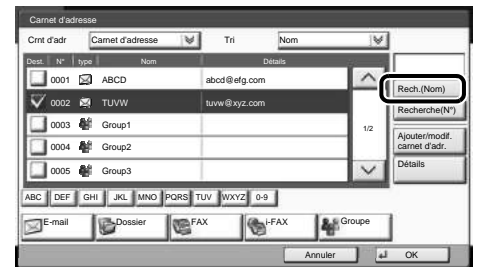 Carnet d'adresse
Crnt d'adr Carnet d'adresse Tri Nom
Dest. N° type Nom Détails
0001 ABCD abcd@efg.com
0002 TUVW tuvw@xyz.com
0003 Group1
0004 Group2
0005 Group3
1/2
Rech.(Nom)
Recherche(N°)
Ajouter/modif.
carnet d'adr.
Détails
ABC DEF GHI JKL MNO PQRS TUV WXYZ 0-9
E-mail Dossier FAX i-FAX Groupe
Annuler OK